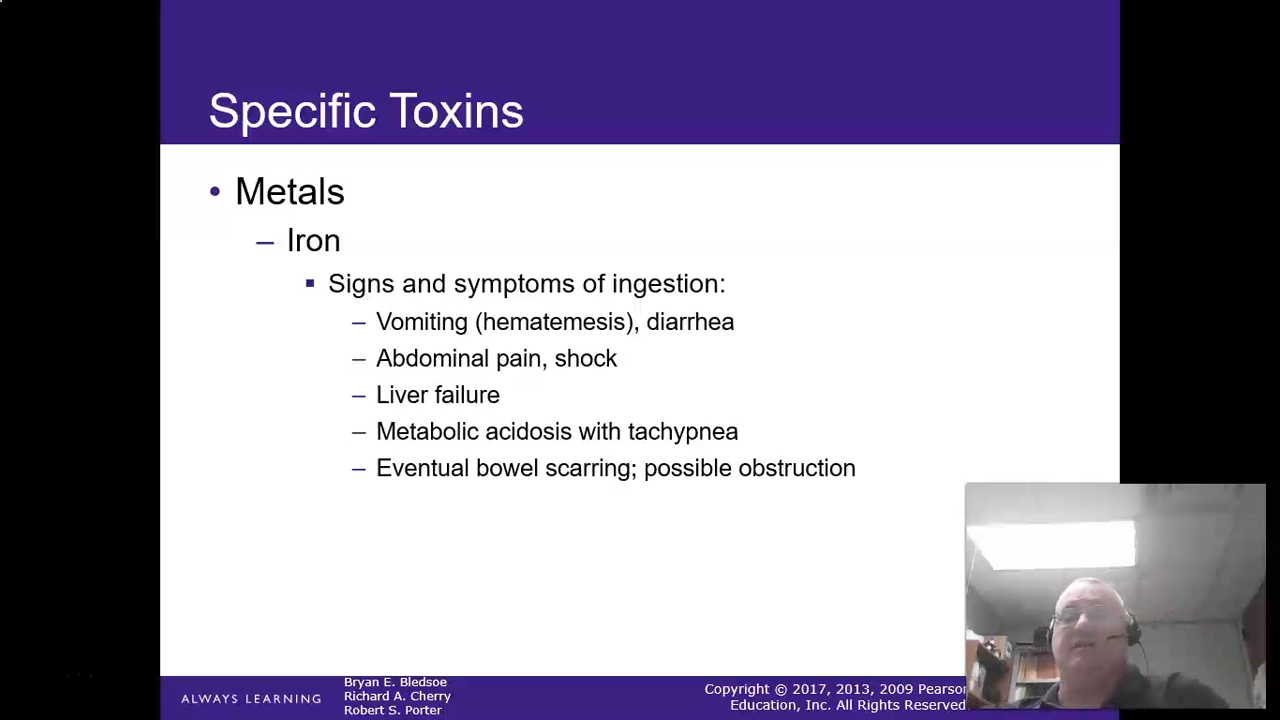 Specific Toxins
• Metals
– Iron
▪ Signs and symptoms of ingestion:
– Vomiting (hematemesis), diarrhea
– Abdominal pain, shock
– Liver failure
– Metabolic acidosis with tachypnea
– Eventual bowel scarring; possible obstruction
ALWAYS LEARNING
Bryan E. Bledsoe
Richard A. Cherry
Robert S. Porter
Copyright © 2017, 2013, 2009 Pearson
Education, Inc. All Rights Reserved